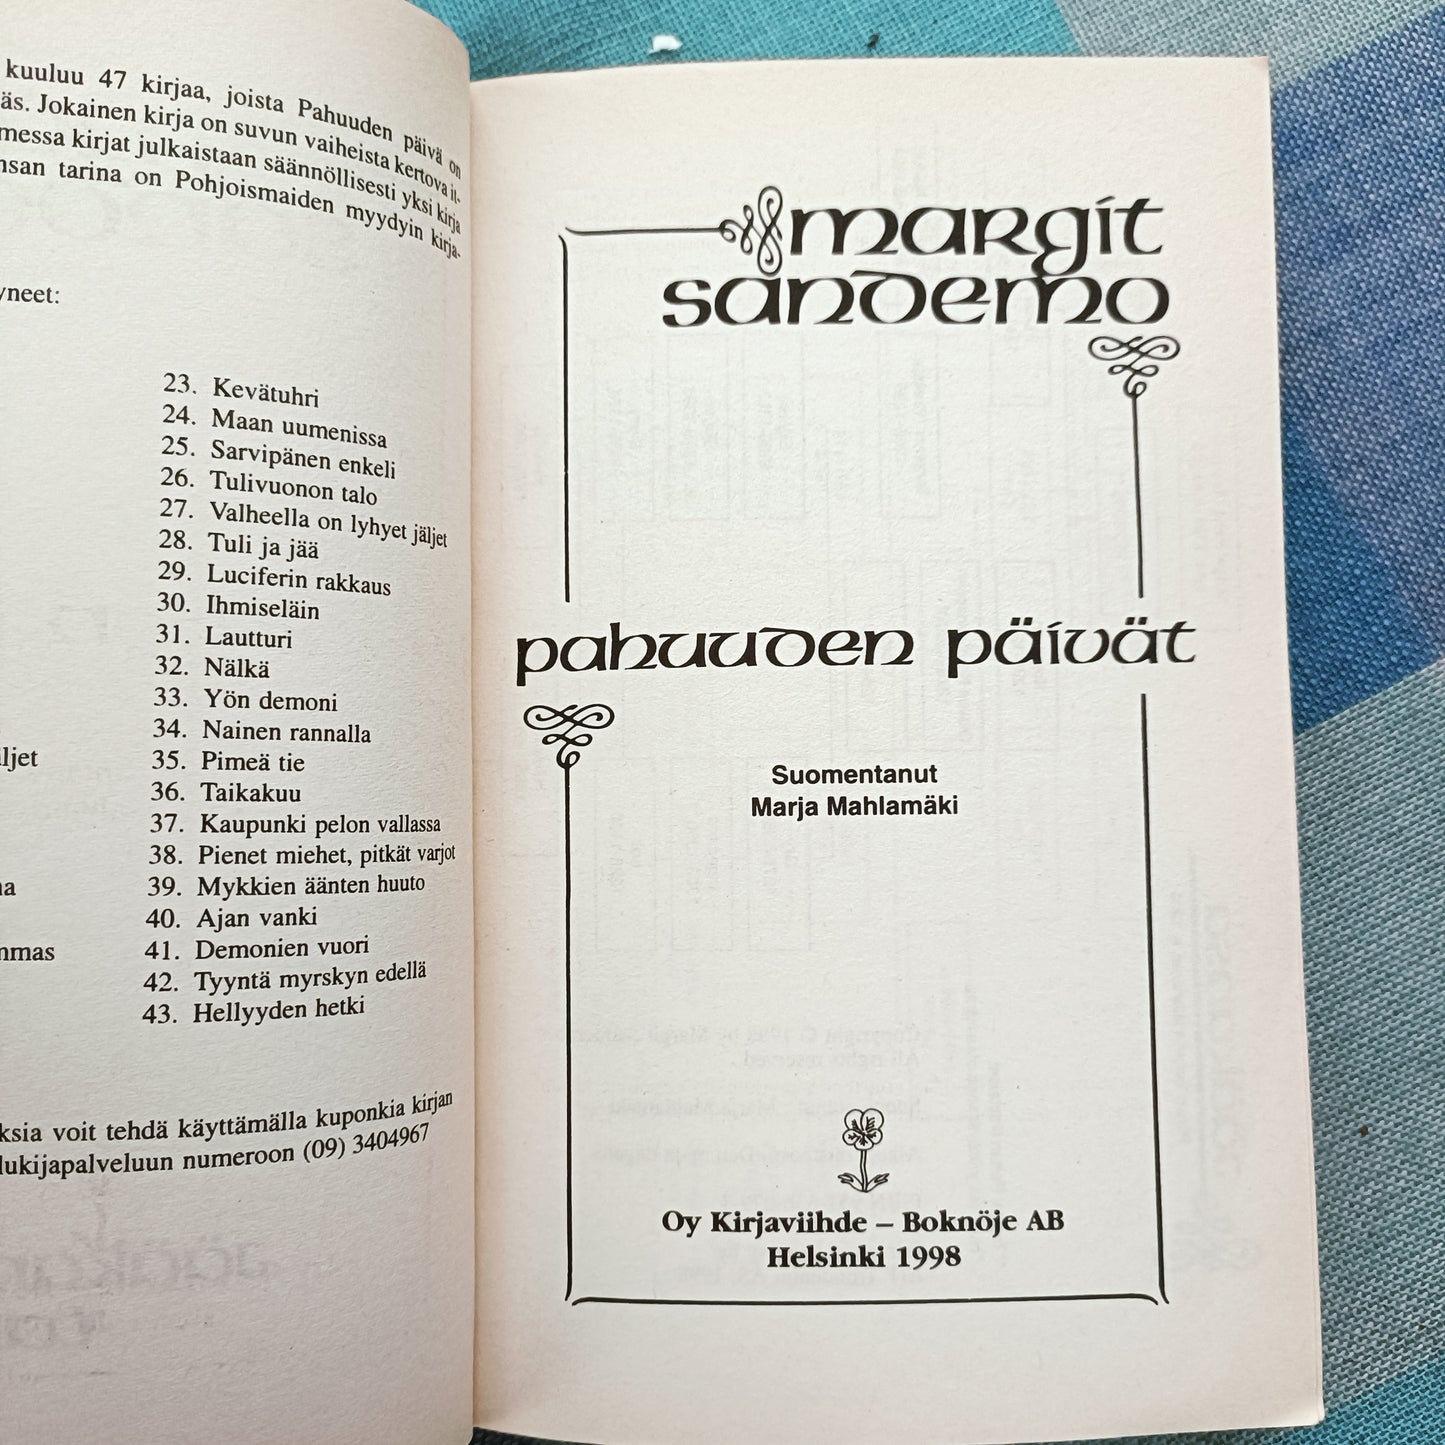 kuuluu 47 kirjaa, joista Pahuuden päivä on
äs. Jokainen kirja on suvun vaiheista kertova it-
messa kirjat julkaistaan säännöllisesti yksi kirja
nsan tarina on Pohjoismaiden myydyin kirja-
yneet:
23. Kevätuhri
24. Maan uumenissa
25. Sarvipänen enkeli
26. Tulivuonon talo
27. Valheella on lyhyet jäljet
28. Tuli ja jää
29. Luciferin rakkaus
30. Ihmiseläin
31. Lautturi
32. Nälkä
33. Yön demoni
34. Nainen rannalla
iljet
35. Pimeä tie
36. Taikakuu
37. Kaupunki pelon vallassa
38. Pienet miehet, pitkät varjot
na
39. Mykkien äänten huuto
40. Ajan vanki
mmas
41. Demonien vuori
42. Tyyntä myrskyn edellä
43. Hellyyden hetki
ksia voit tehdä käyttämällä kuponkia kirjan
lukijapalveluun numeroon (09) 3404967
margit
sandemo
pahuuden päivät
Suomentanut
Marja Mahlamäki
Oy Kirjaviihde – Boknöje AB
Helsinki 1998